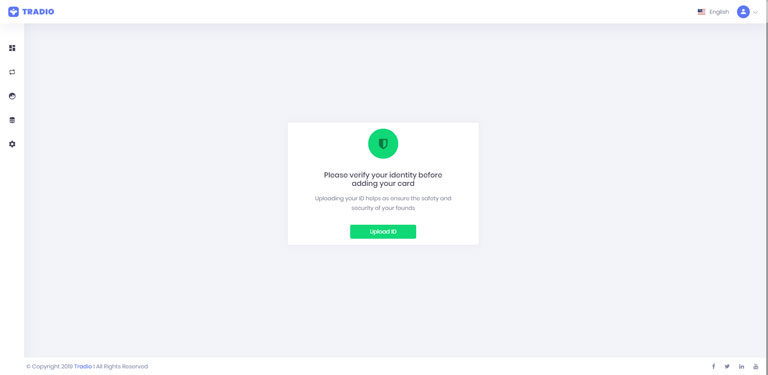 TRADIO
English
Please verify your identity before
adding your card
Uploading your ID helps as ensure the safety and
security of your founds
Upload ID
© Copyright 2019 Tradio | All Rights Reserved